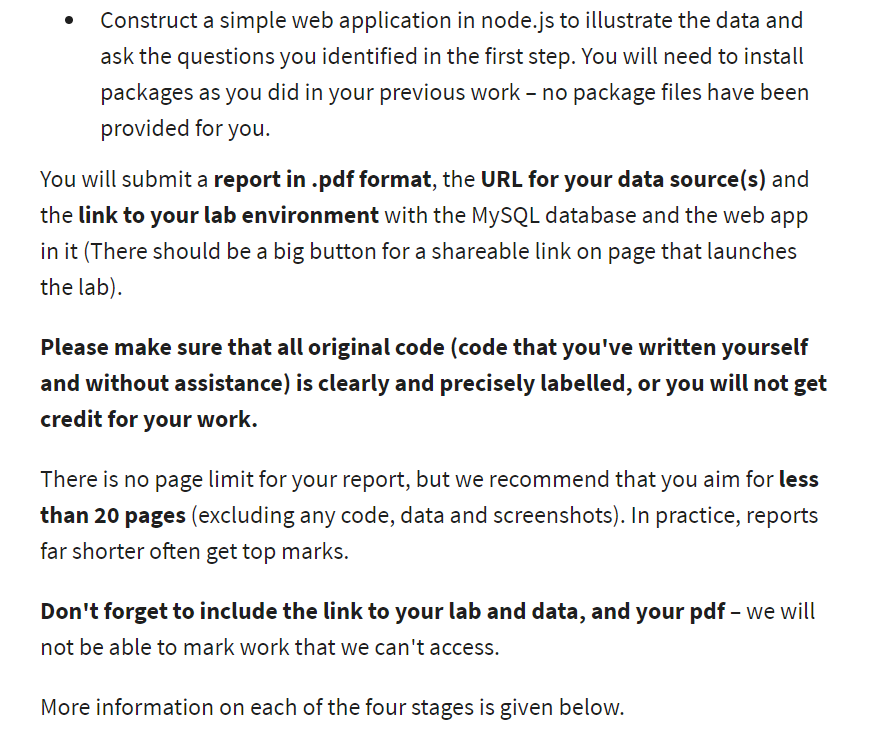 • Construct a simple web application in node.js to illustrate the data and
ask the questions you identified in the first step. You will need to install
packages as you did in your previous work – no package files have been
provided for you.
You will submit a report in .pdf format, the URL for your data source(s) and
the link to your lab environment with the MySQL database and the web app
in it (There should be a big button for a shareable link on page that launches
the lab).
Please make sure that all original code (code that you've written yourself
and without assistance) is clearly and precisely labelled, or you will not get
credit for your work.
There is no page limit for your report, but we recommend that you aim for less
than 20 pages (excluding any code, data and screenshots). In practice, reports
far shorter often get top marks.
Don't forget to include the link to your lab and data, and your pdf – we will
not be able to mark work that we can't access.
More information on each of the four stages is given below.